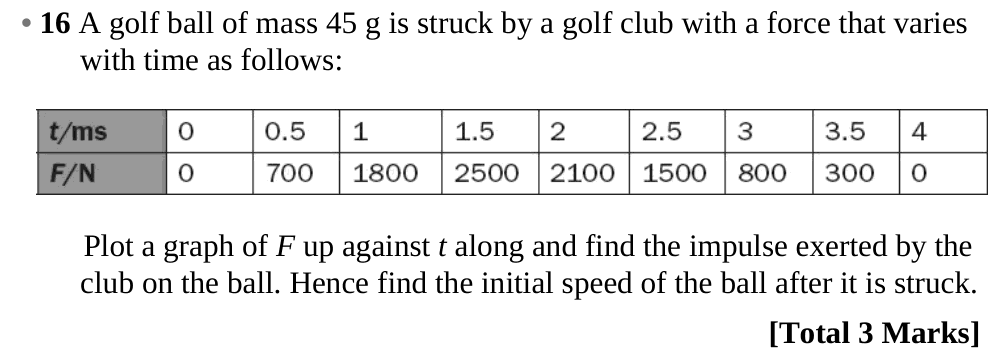 • 16 A golf ball of mass 45 g is struck by a golf club with a force that varies
with time as follows:
t/ms 0 0.5 1 1.5 2 2.5 3 3.5 4
F/N 0 700 1800 2500 2100 1500 800 300 0
Plot a graph of F up against t along and find the impulse exerted by the
club on the ball. Hence find the initial speed of the ball after it is struck.
[Total 3 Marks]